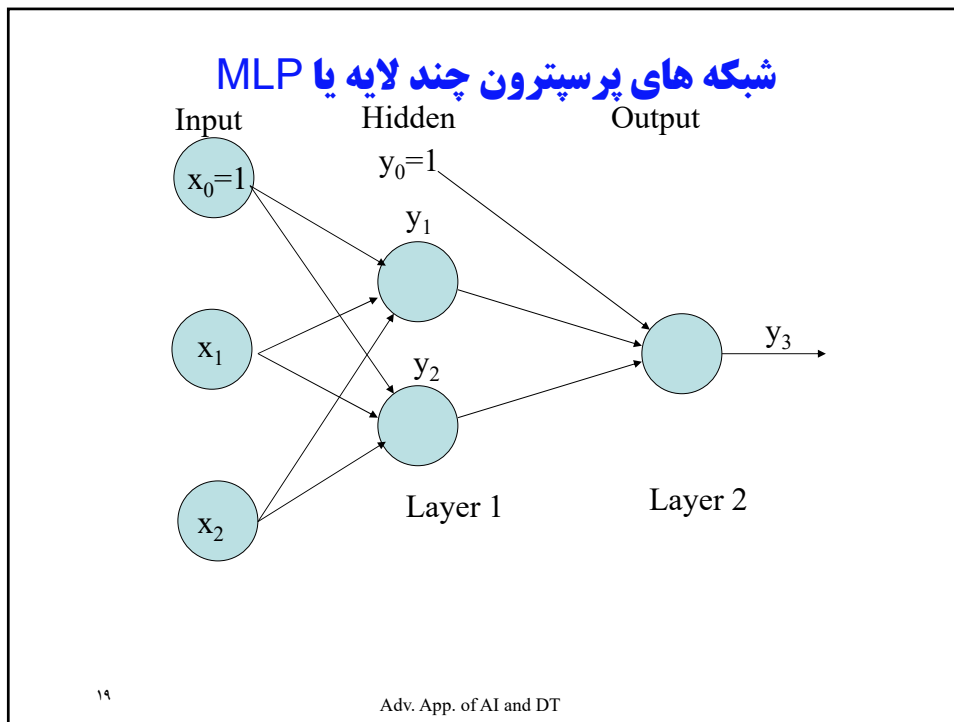 شبکه های پرسپترون چند لایه یا MLP
Input Hidden Output
x₀=1
y₀=1
y₁
x₁
y₃
y₂
x₂
Layer 1 Layer 2
۱۹ Adv. App. of AI and DT